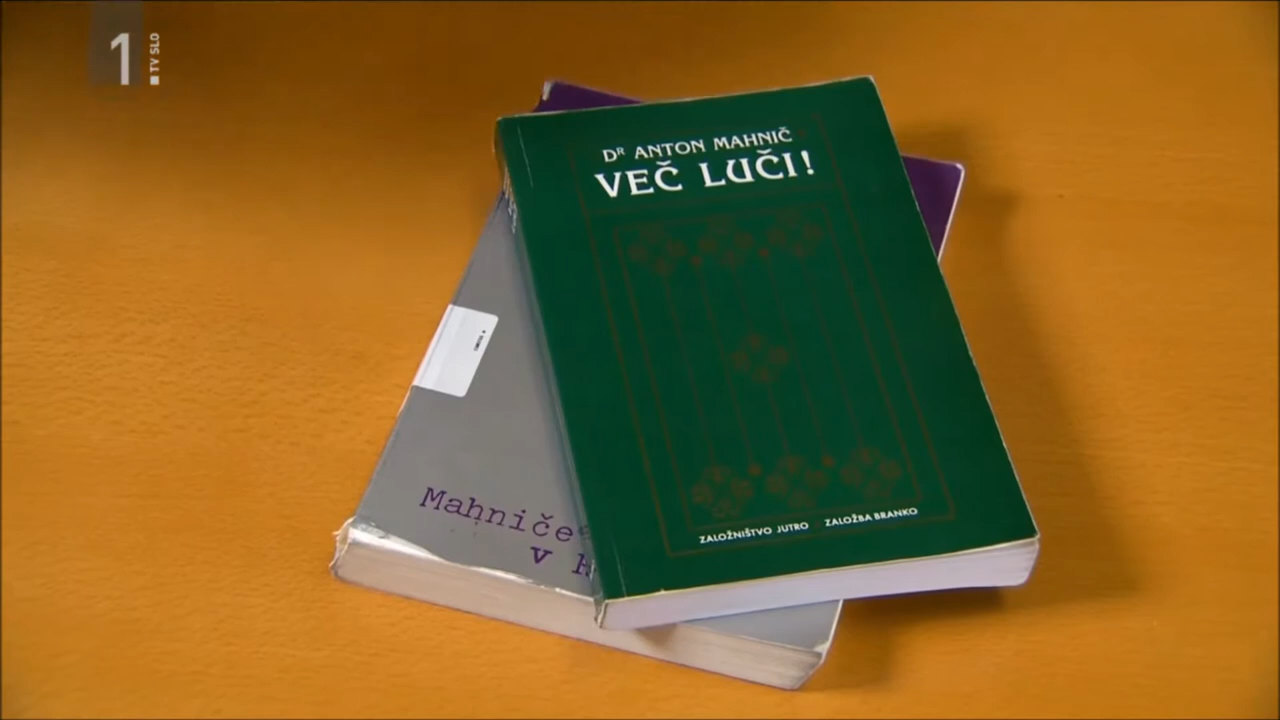 1
TV SLO
Dʳ ANTON MAHNIČ
VEČ LUČI!
ZALOŽNIŠTVO JUTRO ZALOŽBA BRANKO
v